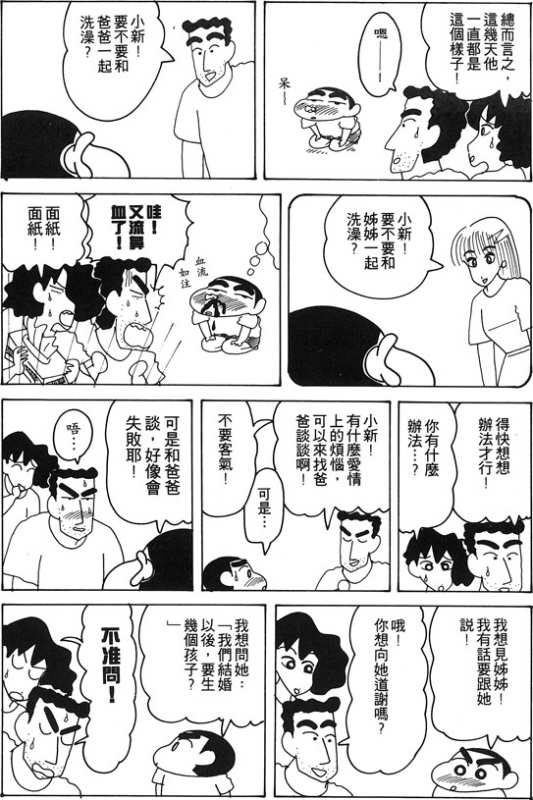 總而言之，
這幾天他
一直都是
這個樣子！
嗯——
呆～
小新！
要不要和
爸爸一起
洗澡？
小新！
要不要和
姊姊一起
洗澡？
血流
如注
哇！
又流鼻
血了！
面紙！
面紙！
得快想想
辦法才行！
你有什麼
辦法…？
小新！
有什麼愛情
上的煩惱，
可以來找爸
爸談談啊！
可是…
不要客氣！
可是和爸爸
談，好像會
失敗耶！
唔…
我想見姊姊！
我有話要跟她
說！
哦！
你想向她道謝嗎？
我想問她：
「我們結婚
以後，要生
幾個孩子？
」
不准問！